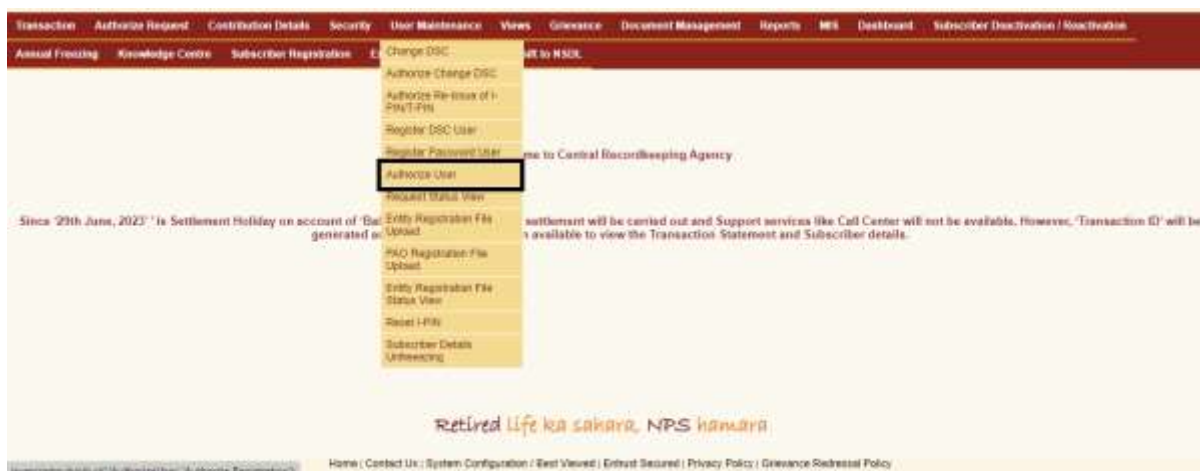 Transaction Authorize Request Contribution Details Security User Maintenance Views Grievance Document Management Reports MIS Dashboard Subscriber Deactivation / Reactivation
Annual Freezing Knowledge Centre Subscriber Registration to NSDL
Change DSC
Authorize Change DSC
Authorize Re-Issue of I-
PIN/T-PIN
Register DSC User
Register Password User
me to Central Recordkeeping Agency
Authorize User
Request Status View
Since '29th June, 2023' ' is Settlement Holiday on account of settlement will be carried out and Support services like Call Center will not be available. However, 'Transaction ID' will be
Entity Registration File
Upload
generated available to view the Transaction Statement and Subscriber details.
PAO Registration File
Upload
Entity Registration File
Status View
Reset I-PIN
Subscriber Details
Unfreezing
Retired life ka sahara, NPS hamara
Home | Contact Us | System Configuration / Best Viewed | Entrust Secured | Privacy Policy | Grievance Redressal Policy